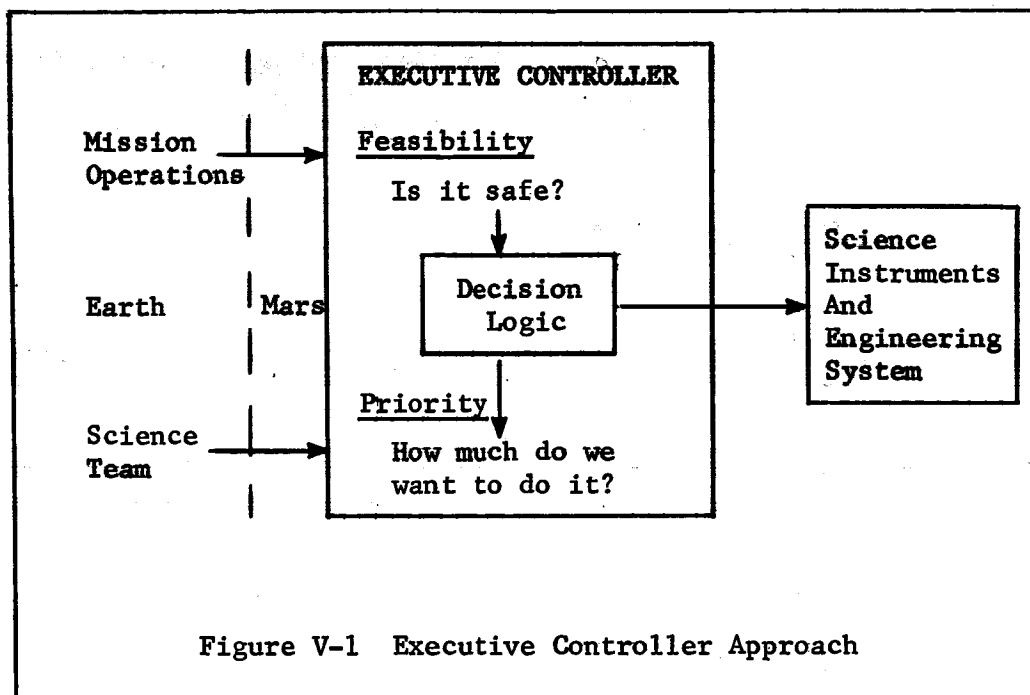 EXECUTIVE CONTROLLER
Mission
Operations
Feasibility
Is it safe?
Earth
Mars
Decision
Logic
Science
Instruments
And
Engineering
System
Priority
Science
Team
How much do we
want to do it?
Figure V-1 Executive Controller Approach